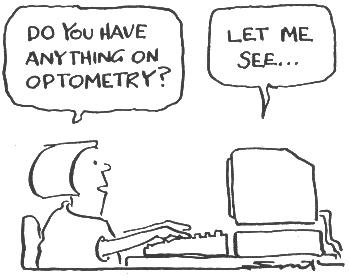 DO YOU HAVE
ANYTHING ON
OPTOMETRY?
LET ME
SEE...